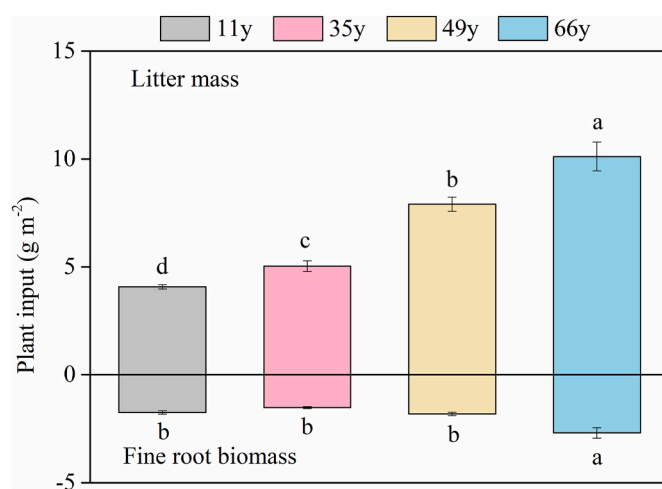 11y 35y 49y 66y
15
Litter mass
a
10
b
c
5
d
Plant input (g m⁻²)
0
b b b
Fine root biomass a
-5